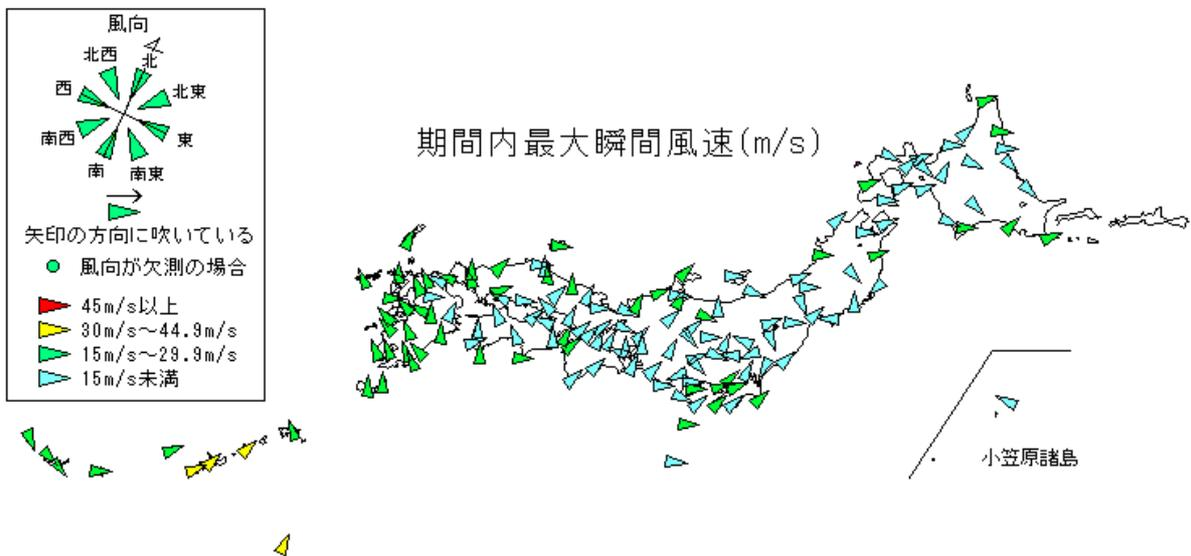 風向
北西
北
西
北東
南西
東
南
南東
矢印の方向に吹いている
風向が欠測の場合
45m/s以上
30m/s～44.9m/s
15m/s～29.9m/s
15m/s未満
期間内最大瞬間風速(m/s)
小笠原諸島